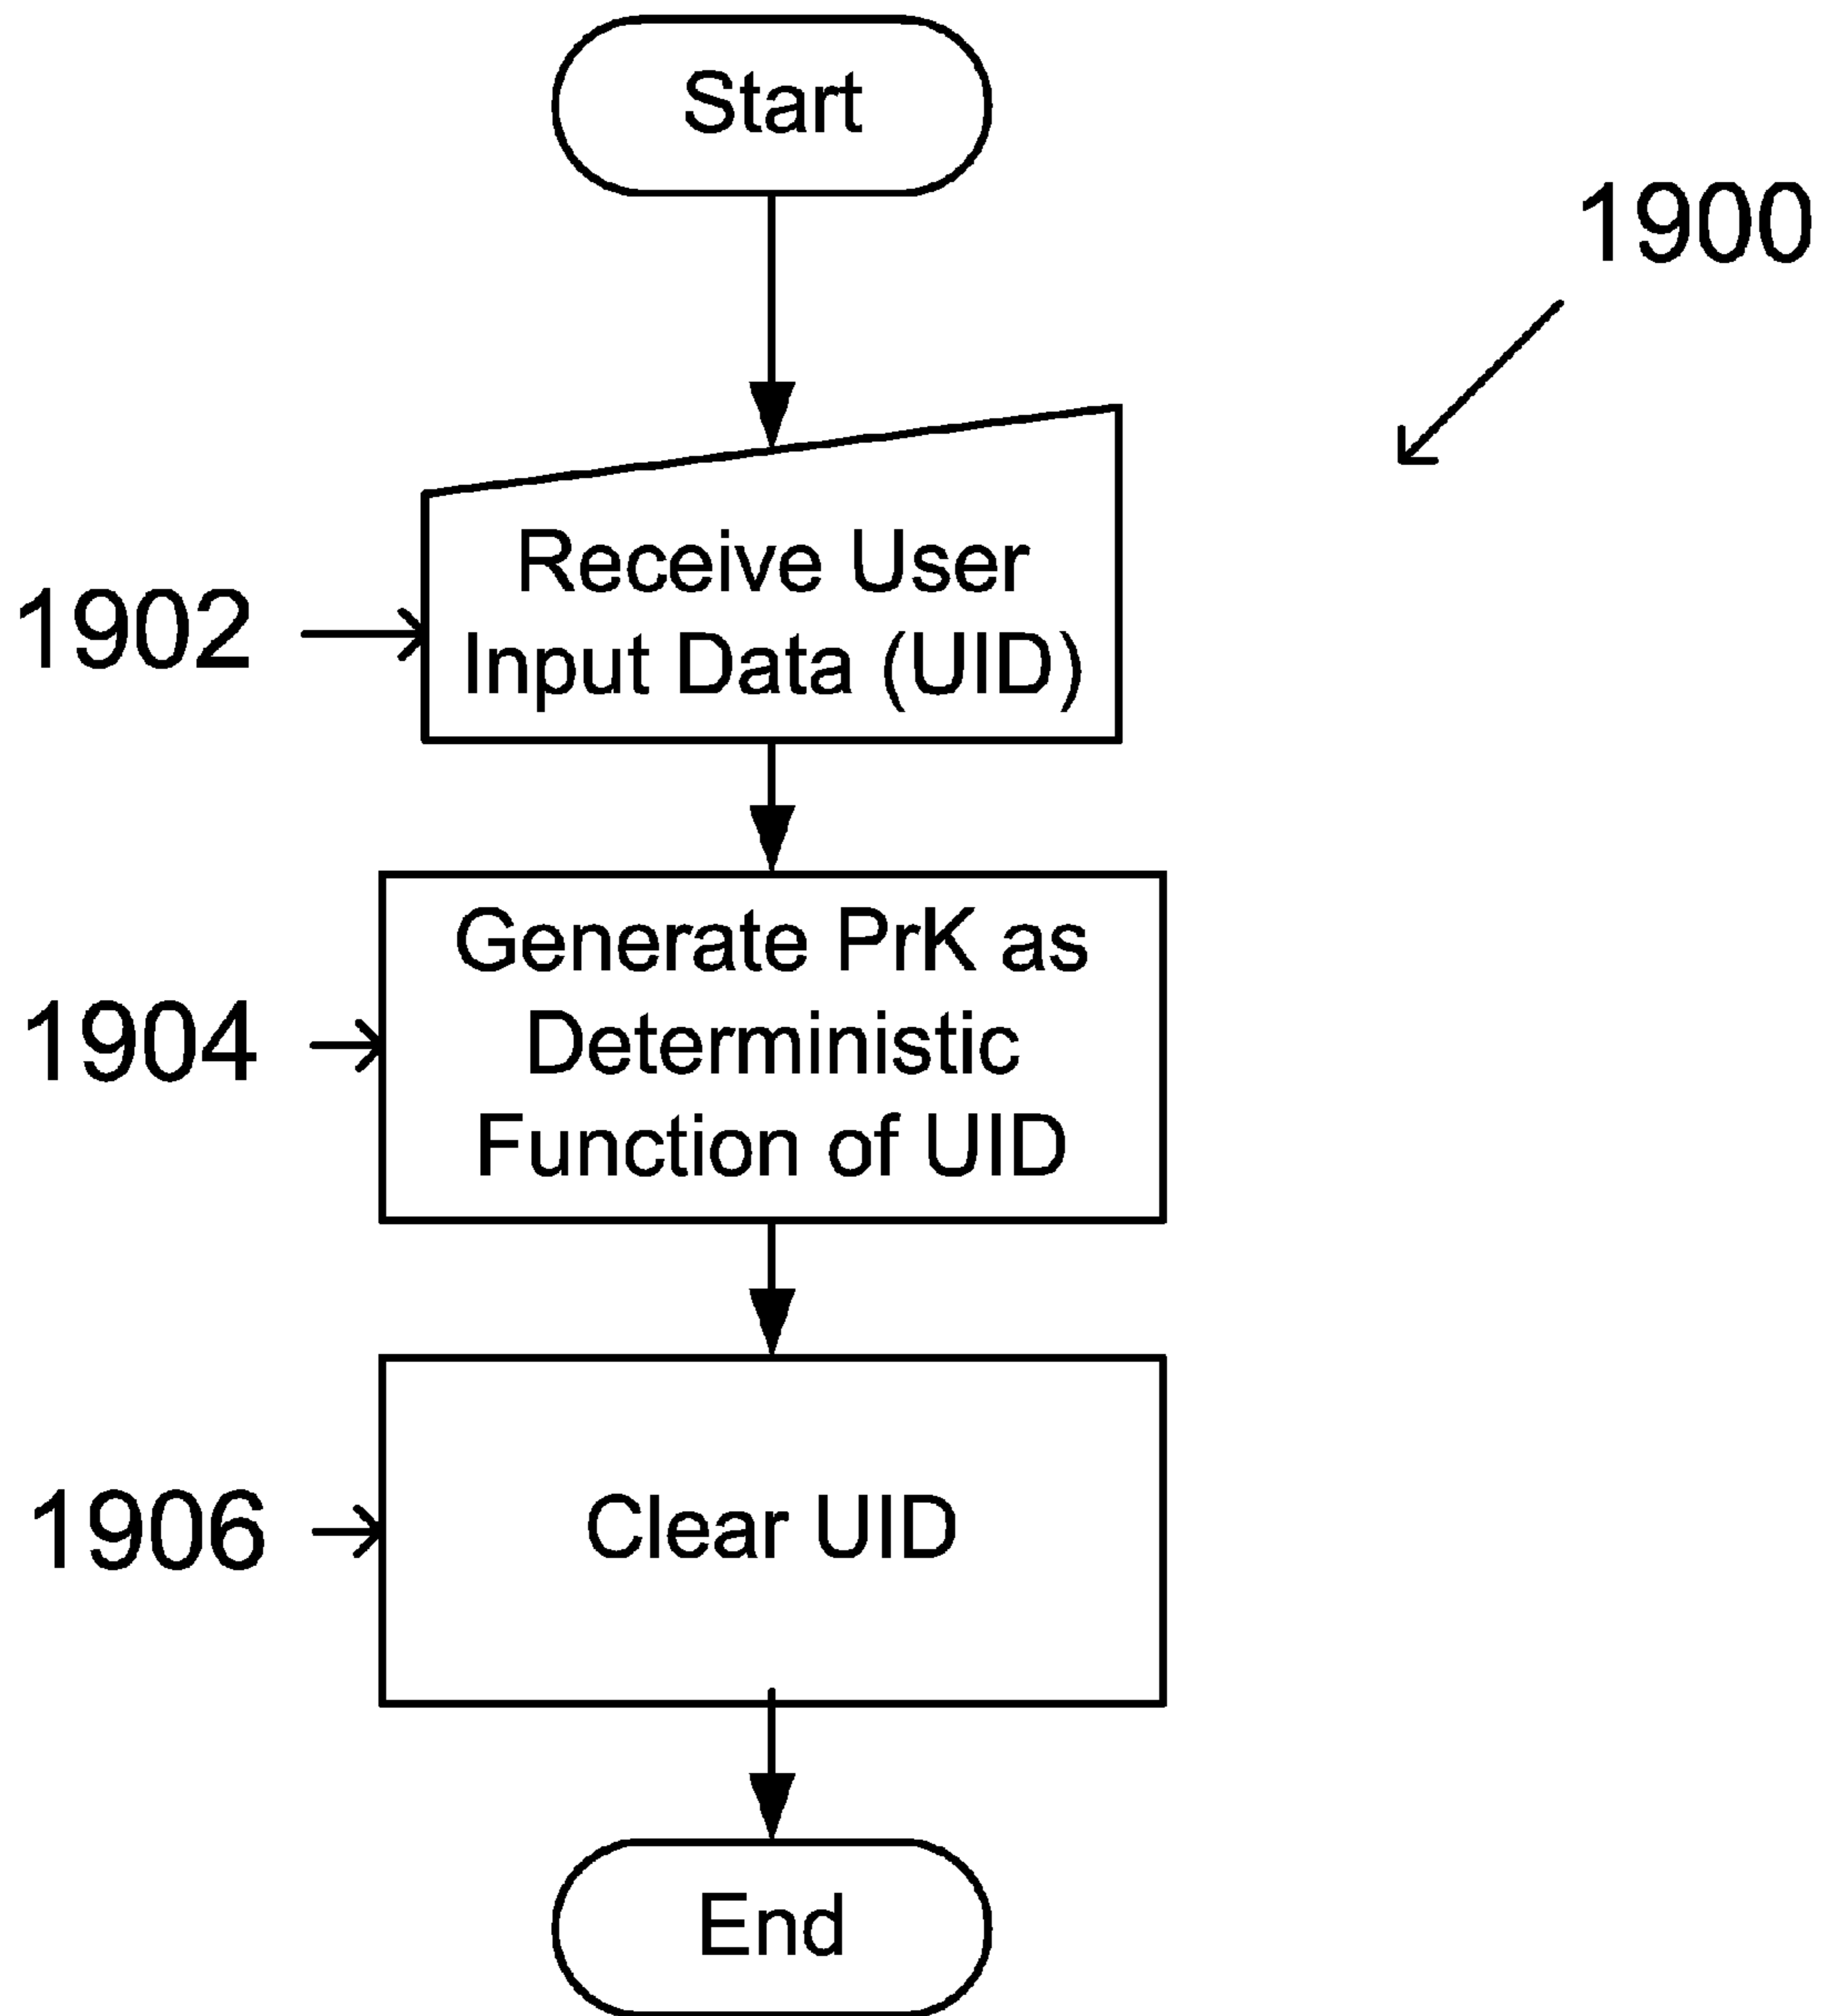 Start
1900
Receive User
Input Data (UID)
1902
Generate PrK as
Deterministic
Function of UID
1904
Clear UID
1906
End